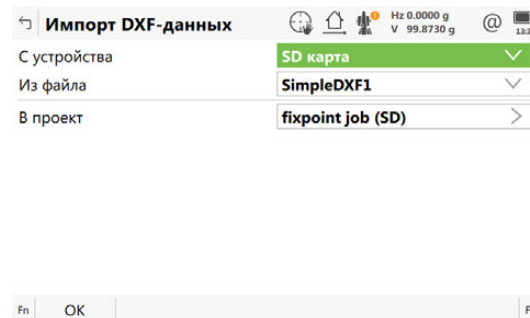 Импорт DXF-данных
Hz 0.0000 g
V 99.8730 g
@
С устройства SD карта
Из файла SimpleDXF1
В проект fixpoint job (SD)
Fn OK